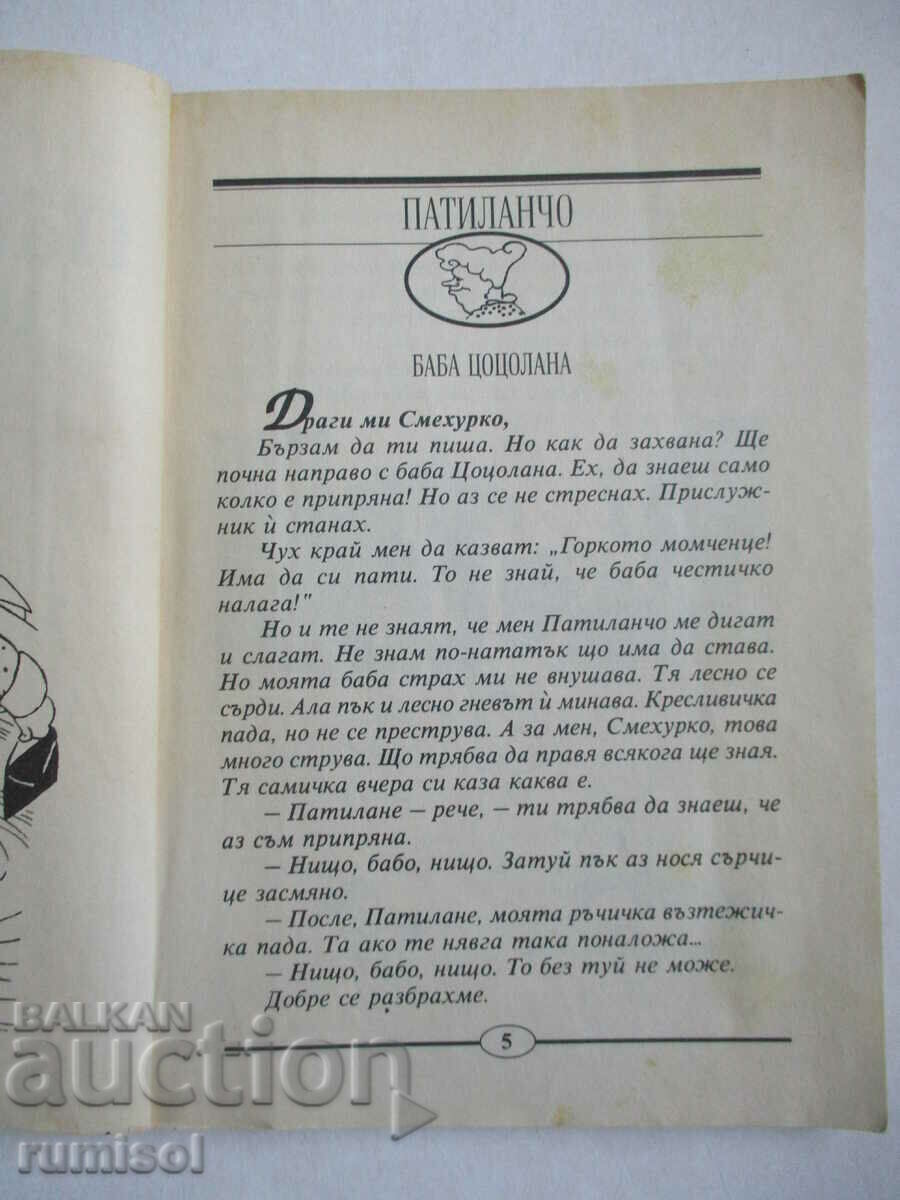 ПАТИЛАНЧО
БАБА ЦОЦОЛАНА
Драги ми Смехурко,
Бързам да ти пиша. Но как да захвана? Ще
почна направо с баба Цоцолана. Ех, да знаеш само
колко е припряна! Но аз се не стреснах. Прислуж-
ник ѝ станах.
Чух край мен да казват: „Горкото момченце!
Има да си пати. То не знай, че баба честичко
налага!"
Но и те не знаят, че мен Патиланчо ме дигат
и слагат. Не знам по-нататък що има да става.
Но моята баба страх ми не внушава. Тя лесно се
сърди. Ала пък и лесно гневът ѝ минава. Кресливичка
пада, но не се преструва. А за мен, Смехурко, това
много струва. Що трябва да правя всякога ще зная.
Тя самичка вчера си каза каква е.
– Патилане – рече, – ти трябва да знаеш, че
аз съм припряна.
– Нищо, бабо, нищо. Затуй пък аз нося сърчи-
це засмяно.
– После, Патилане, моята ръчичка възтежич-
ка пада. Та ако те нявга така поналожа...
– Нищо, бабо, нищо. То без туй не може.
Добре се разбрахме.
5
BALKAN
auction
rumisol